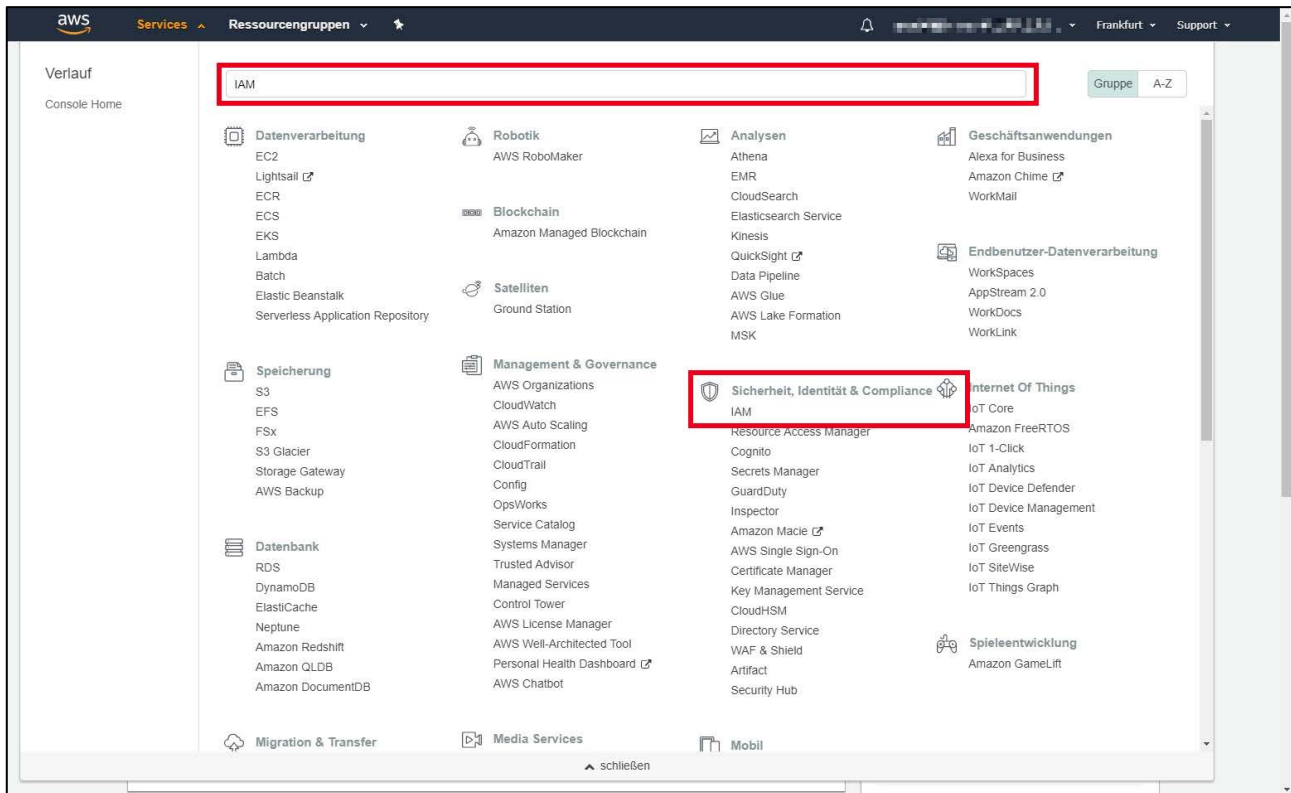 aws
Services
Ressourcengruppen
Frankfurt
Support
Verlauf
Console Home
IAM
Gruppe
A-Z
Datenverarbeitung
EC2
Lightsail
ECR
ECS
EKS
Lambda
Batch
Elastic Beanstalk
Serverless Application Repository
Speicherung
S3
EFS
FSx
S3 Glacier
Storage Gateway
AWS Backup
Datenbank
RDS
DynamoDB
ElastiCache
Neptune
Amazon Redshift
Amazon QLDB
Amazon DocumentDB
Migration & Transfer
Robotik
AWS RoboMaker
Blockchain
Amazon Managed Blockchain
Satelliten
Ground Station
Management & Governance
AWS Organizations
CloudWatch
AWS Auto Scaling
CloudFormation
CloudTrail
Config
OpsWorks
Service Catalog
Systems Manager
Trusted Advisor
Managed Services
Control Tower
AWS License Manager
AWS Well-Architected Tool
Personal Health Dashboard
AWS Chatbot
Media Services
Analysen
Athena
EMR
CloudSearch
Elasticsearch Service
Kinesis
QuickSight
Data Pipeline
AWS Glue
AWS Lake Formation
MSK
Sicherheit, Identität & Compliance
IAM
Resource Access Manager
Cognito
Secrets Manager
GuardDuty
Inspector
Amazon Macie
AWS Single Sign-On
Certificate Manager
Key Management Service
CloudHSM
Directory Service
WAF & Shield
Artifact
Security Hub
Mobil
Geschäftsanwendungen
Alexa for Business
Amazon Chime
WorkMail
Endbenutzer-Datenverarbeitung
WorkSpaces
AppStream 2.0
WorkDocs
WorkLink
Internet Of Things
IoT Core
Amazon FreeRTOS
IoT 1-Click
IoT Analytics
IoT Device Defender
IoT Device Management
IoT Events
IoT Greengrass
IoT SiteWise
IoT Things Graph
Spieleentwicklung
Amazon GameLift
schließen